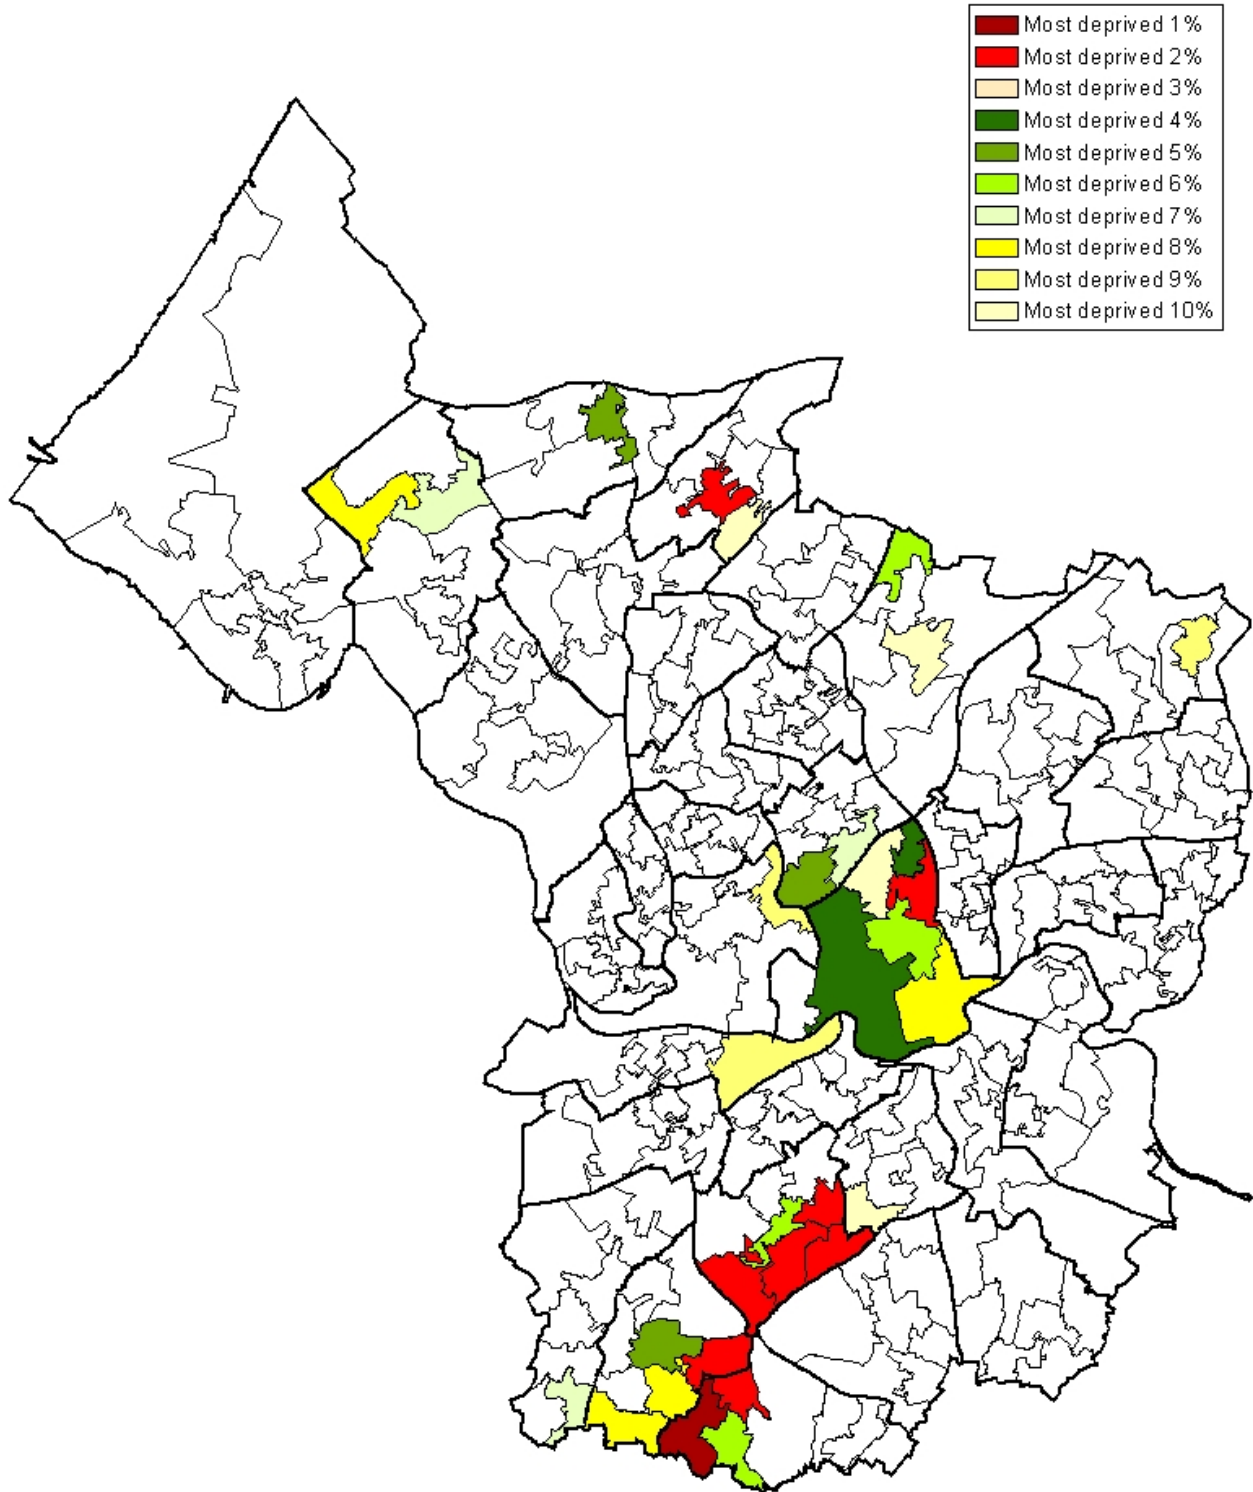 Most deprived 1%
Most deprived 2%
Most deprived 3%
Most deprived 4%
Most deprived 5%
Most deprived 6%
Most deprived 7%
Most deprived 8%
Most deprived 9%
Most deprived 10%